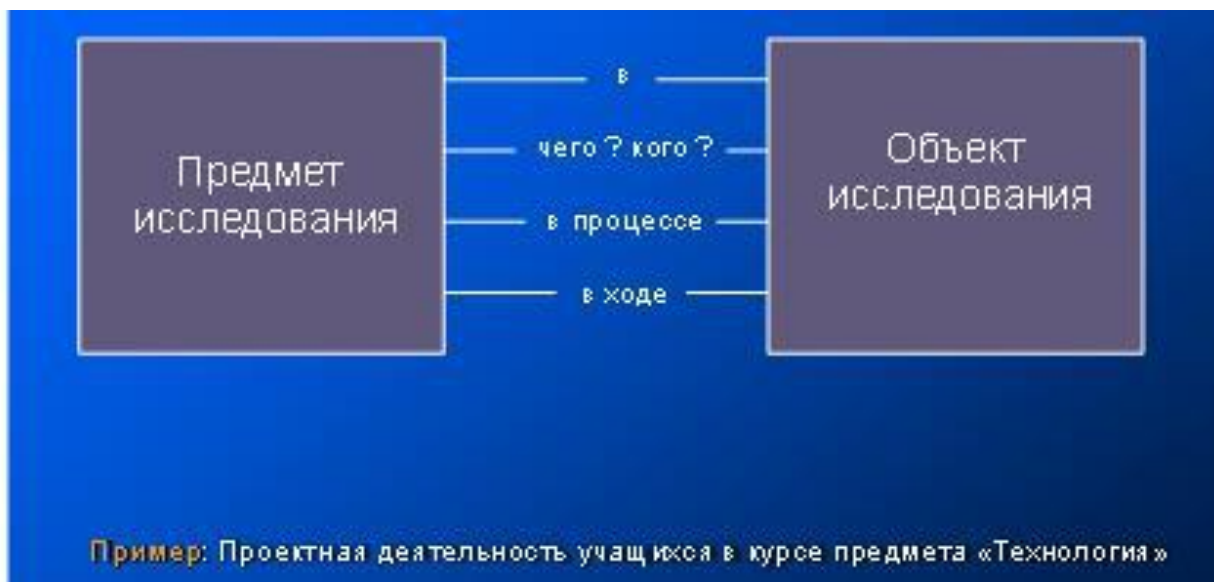 Предмет
исследования
в
чего ? кого ?
в процессе
в ходе
Объект
исследования
Пример: Проектная деятельность учащихся в курсе предмета «Технология»